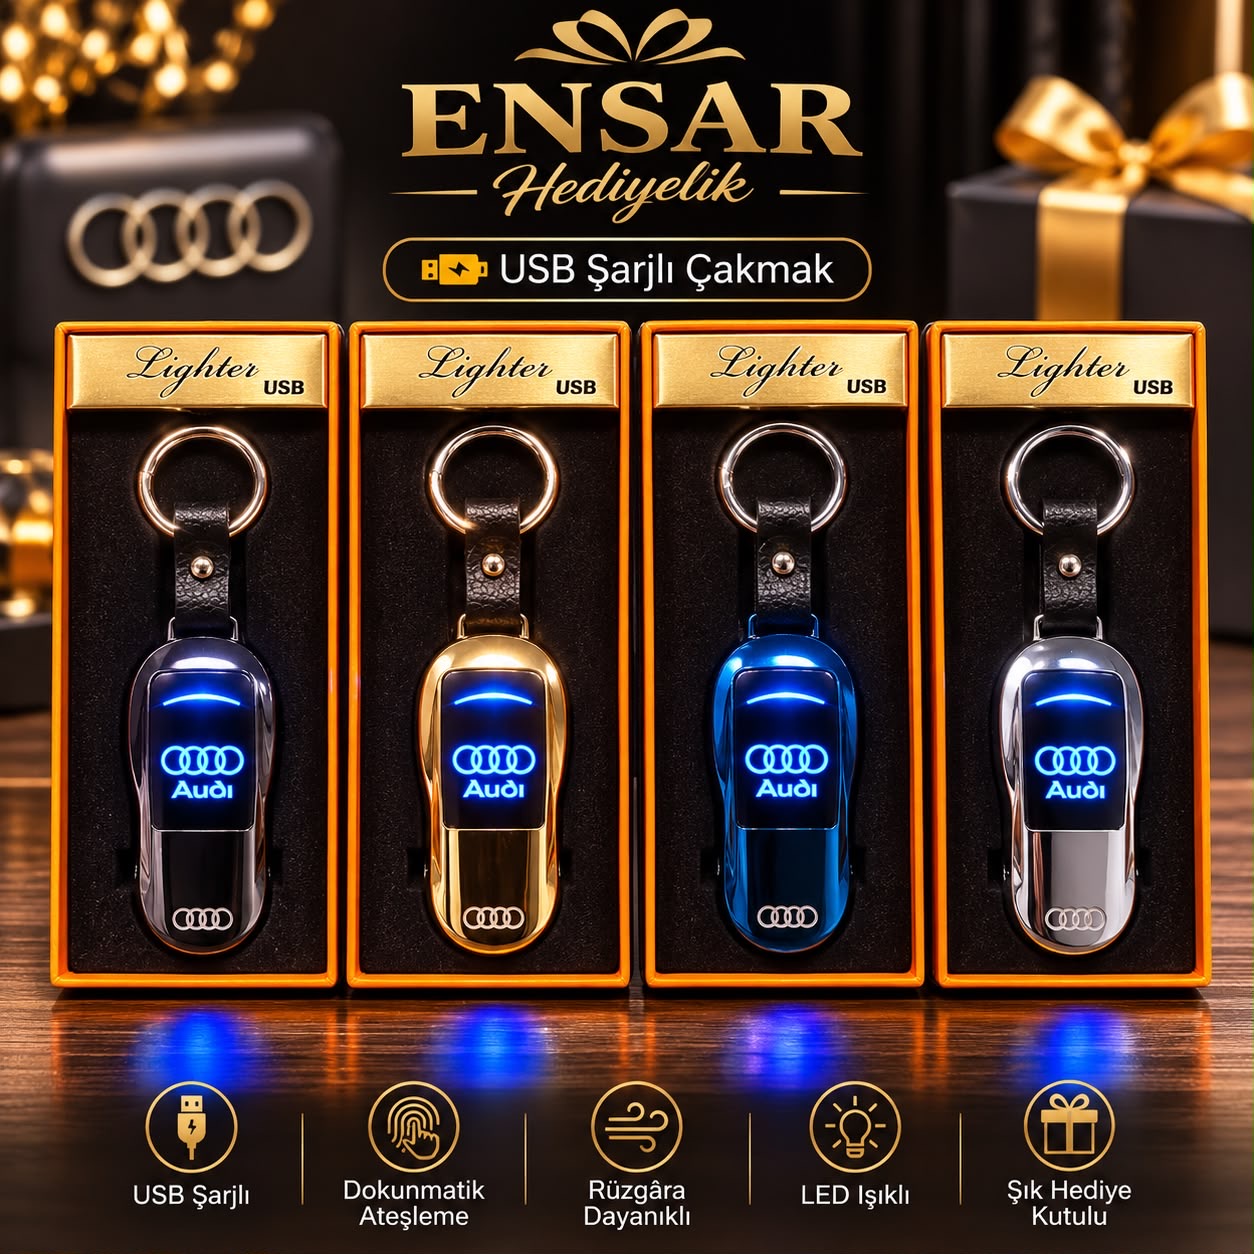 ENSAR
Hediyelik
USB Şarjlı Çakmak
Lighter
USB
Lighter
USB
Lighter
USB
Lighter
USB
Audi
Audi
Audi
Audi
USB Şarjlı
Dokunmatik
Ateşleme
Rüzgâra
Dayanıklı
LED Işıklı
Şık Hediye
Kutulu